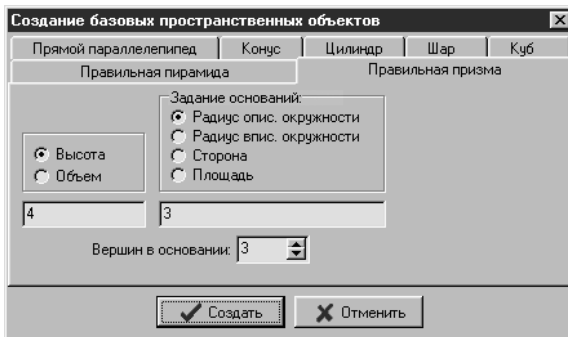 Создание базовых пространственных объектов
Прямой параллелепипед Конус Цилиндр Шар Куб
Правильная пирамида Правильная призма
Задание оснований:
Радиус опис. окружности
Радиус впис. окружности
Сторона
Площадь
Высота
Объем
4
3
Вершин в основании: 3
Создать Отменить